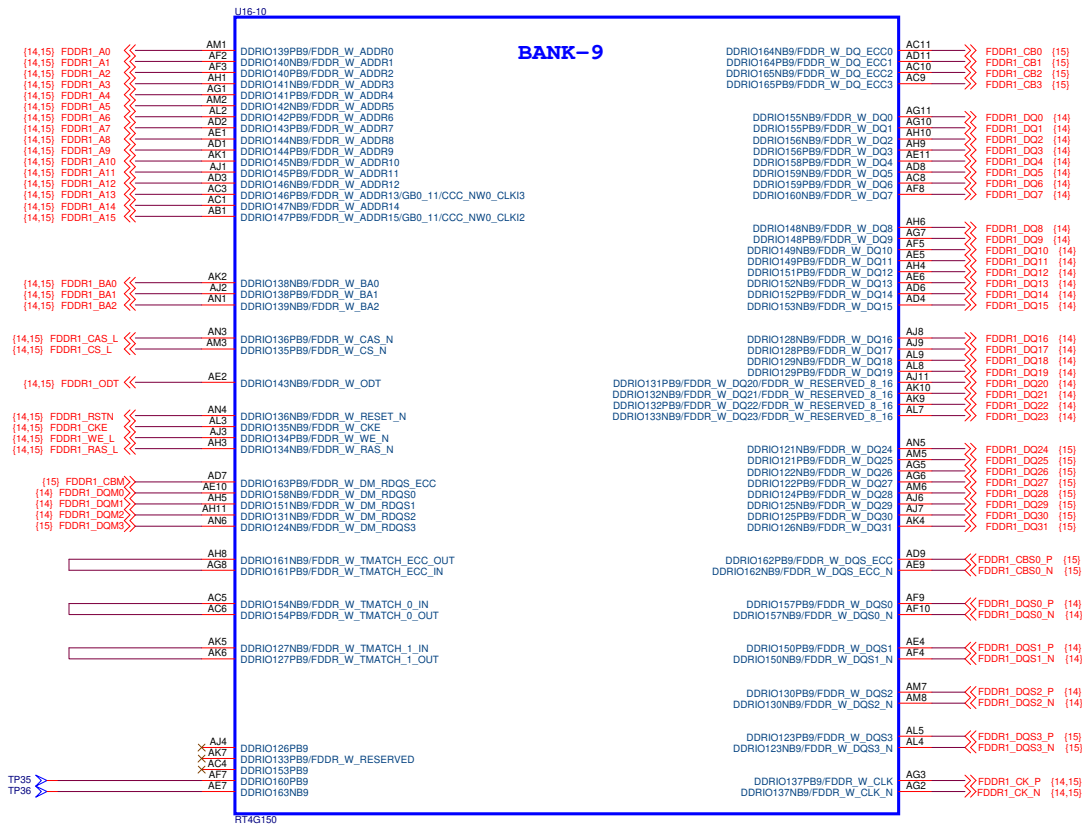 U16-10
BANK-9
{14,15} FDDR1_A0 AM1 DDRIO139PB9/FDDR_W_ADDR0
{14,15} FDDR1_A1 AF2 DDRIO140NB9/FDDR_W_ADDR1
{14,15} FDDR1_A2 AF3 DDRIO140PB9/FDDR_W_ADDR2
{14,15} FDDR1_A3 AH1 DDRIO141NB9/FDDR_W_ADDR3
{14,15} FDDR1_A4 AG1 DDRIO141PB9/FDDR_W_ADDR4
{14,15} FDDR1_A5 AM2 DDRIO142NB9/FDDR_W_ADDR5
{14,15} FDDR1_A6 AL2 DDRIO142PB9/FDDR_W_ADDR6
{14,15} FDDR1_A7 AD2 DDRIO143PB9/FDDR_W_ADDR7
{14,15} FDDR1_A8 AE1 DDRIO144NB9/FDDR_W_ADDR8
{14,15} FDDR1_A9 AD1 DDRIO144PB9/FDDR_W_ADDR9
{14,15} FDDR1_A10 AK1 DDRIO145NB9/FDDR_W_ADDR10
{14,15} FDDR1_A11 AJ1 DDRIO145PB9/FDDR_W_ADDR11
{14,15} FDDR1_A12 AD3 DDRIO146NB9/FDDR_W_ADDR12
{14,15} FDDR1_A13 AC3 DDRIO146PB9/FDDR_W_ADDR13/GB0_11/CCC_NW0_CLKI3
{14,15} FDDR1_A14 AC1 DDRIO147NB9/FDDR_W_ADDR14
{14,15} FDDR1_A15 AB1 DDRIO147PB9/FDDR_W_ADDR15/GB0_11/CCC_NW0_CLKI2
{14,15} FDDR1_BA0 AK2 DDRIO138NB9/FDDR_W_BA0
{14,15} FDDR1_BA1 AJ2 DDRIO138PB9/FDDR_W_BA1
{14,15} FDDR1_BA2 AN1 DDRIO139NB9/FDDR_W_BA2
{14,15} FDDR1_CAS_L AN3 DDRIO136PB9/FDDR_W_CAS_N
{14,15} FDDR1_CS_L AM3 DDRIO135PB9/FDDR_W_CS_N
{14,15} FDDR1_ODT AE2 DDRIO143NB9/FDDR_W_ODT
{14,15} FDDR1_RSTN AN4 DDRIO136NB9/FDDR_W_RESET_N
{14,15} FDDR1_CKE AL3 DDRIO135NB9/FDDR_W_CKE
{14,15} FDDR1_WE_L AJ3 DDRIO134PB9/FDDR_W_WE_N
{14,15} FDDR1_RAS_L AH3 DDRIO134NB9/FDDR_W_RAS_N
{15} FDDR1_CBM AD7 DDRIO163PB9/FDDR_W_DM_RDQS_ECC
{14} FDDR1_DQM0 AE10 DDRIO158NB9/FDDR_W_DM_RDQS0
{14} FDDR1_DQM1 AH5 DDRIO151NB9/FDDR_W_DM_RDQS1
{14} FDDR1_DQM2 AH11 DDRIO131NB9/FDDR_W_DM_RDQS2
{15} FDDR1_DQM3 AN6 DDRIO124NB9/FDDR_W_DM_RDQS3
AH8 DDRIO161NB9/FDDR_W_TMATCH_ECC_OUT
AG8 DDRIO161PB9/FDDR_W_TMATCH_ECC_IN
AC5 DDRIO154NB9/FDDR_W_TMATCH_0_IN
AC6 DDRIO154PB9/FDDR_W_TMATCH_0_OUT
AK5 DDRIO127NB9/FDDR_W_TMATCH_1_IN
AK6 DDRIO127PB9/FDDR_W_TMATCH_1_OUT
AJ4 DDRIO126PB9
AK7 DDRIO133PB9/FDDR_W_RESERVED
AC4 DDRIO153PB9
TP35 AF7 DDRIO160PB9
TP36 AE7 DDRIO163NB9
DDRIO164NB9/FDDR_W_DQ_ECC0 AC11 FDDR1_CB0 {15}
DDRIO164PB9/FDDR_W_DQ_ECC1 AD11 FDDR1_CB1 {15}
DDRIO165NB9/FDDR_W_DQ_ECC2 AC10 FDDR1_CB2 {15}
DDRIO165PB9/FDDR_W_DQ_ECC3 AC9 FDDR1_CB3 {15}
DDRIO155NB9/FDDR_W_DQ0 AG11 FDDR1_DQ0 {14}
DDRIO155PB9/FDDR_W_DQ1 AG10 FDDR1_DQ1 {14}
DDRIO156NB9/FDDR_W_DQ2 AH10 FDDR1_DQ2 {14}
DDRIO156PB9/FDDR_W_DQ3 AH9 FDDR1_DQ3 {14}
DDRIO158PB9/FDDR_W_DQ4 AE11 FDDR1_DQ4 {14}
DDRIO159NB9/FDDR_W_DQ5 AD8 FDDR1_DQ5 {14}
DDRIO159PB9/FDDR_W_DQ6 AC8 FDDR1_DQ6 {14}
DDRIO160NB9/FDDR_W_DQ7 AF8 FDDR1_DQ7 {14}
DDRIO148NB9/FDDR_W_DQ8 AH6 FDDR1_DQ8 {14}
DDRIO148PB9/FDDR_W_DQ9 AG7 FDDR1_DQ9 {14}
DDRIO149NB9/FDDR_W_DQ10 AF5 FDDR1_DQ10 {14}
DDRIO149PB9/FDDR_W_DQ11 AE5 FDDR1_DQ11 {14}
DDRIO151PB9/FDDR_W_DQ12 AH4 FDDR1_DQ12 {14}
DDRIO152NB9/FDDR_W_DQ13 AE6 FDDR1_DQ13 {14}
DDRIO152PB9/FDDR_W_DQ14 AD6 FDDR1_DQ14 {14}
DDRIO153NB9/FDDR_W_DQ15 AD4 FDDR1_DQ15 {14}
DDRIO128NB9/FDDR_W_DQ16 AJ8 FDDR1_DQ16 {14}
DDRIO128PB9/FDDR_W_DQ17 AJ9 FDDR1_DQ17 {14}
DDRIO129NB9/FDDR_W_DQ18 AL9 FDDR1_DQ18 {14}
DDRIO129PB9/FDDR_W_DQ19 AL8 FDDR1_DQ19 {14}
DDRIO131PB9/FDDR_W_DQ20/FDDR_W_RESERVED_8_16 AJ11 FDDR1_DQ20 {14}
DDRIO132NB9/FDDR_W_DQ21/FDDR_W_RESERVED_8_16 AK10 FDDR1_DQ21 {14}
DDRIO132PB9/FDDR_W_DQ22/FDDR_W_RESERVED_8_16 AK9 FDDR1_DQ22 {14}
DDRIO133NB9/FDDR_W_DQ23/FDDR_W_RESERVED_8_16 AL7 FDDR1_DQ23 {14}
DDRIO121NB9/FDDR_W_DQ24 AN5 FDDR1_DQ24 {15}
DDRIO121PB9/FDDR_W_DQ25 AM5 FDDR1_DQ25 {15}
DDRIO122NB9/FDDR_W_DQ26 AG5 FDDR1_DQ26 {15}
DDRIO122PB9/FDDR_W_DQ27 AG6 FDDR1_DQ27 {15}
DDRIO124PB9/FDDR_W_DQ28 AM6 FDDR1_DQ28 {15}
DDRIO125NB9/FDDR_W_DQ29 AJ6 FDDR1_DQ29 {15}
DDRIO125PB9/FDDR_W_DQ30 AJ7 FDDR1_DQ30 {15}
DDRIO126NB9/FDDR_W_DQ31 AK4 FDDR1_DQ31 {15}
DDRIO162PB9/FDDR_W_DQS_ECC AD9 FDDR1_CBS0_P {15}
DDRIO162NB9/FDDR_W_DQS_ECC_N AE9 FDDR1_CBS0_N {15}
DDRIO157PB9/FDDR_W_DQS0 AF9 FDDR1_DQS0_P {14}
DDRIO157NB9/FDDR_W_DQS0_N AF10 FDDR1_DQS0_N {14}
DDRIO150PB9/FDDR_W_DQS1 AE4 FDDR1_DQS1_P {14}
DDRIO150NB9/FDDR_W_DQS1_N AF4 FDDR1_DQS1_N {14}
DDRIO130PB9/FDDR_W_DQS2 AM7 FDDR1_DQS2_P {14}
DDRIO130NB9/FDDR_W_DQS2_N AM8 FDDR1_DQS2_N {14}
DDRIO123PB9/FDDR_W_DQS3 AL5 FDDR1_DQS3_P {15}
DDRIO123NB9/FDDR_W_DQS3_N AL4 FDDR1_DQS3_N {15}
DDRIO137PB9/FDDR_W_CLK AG3 FDDR1_CK_P {14,15}
DDRIO137NB9/FDDR_W_CLK_N AG2 FDDR1_CK_N {14,15}
RT4G150